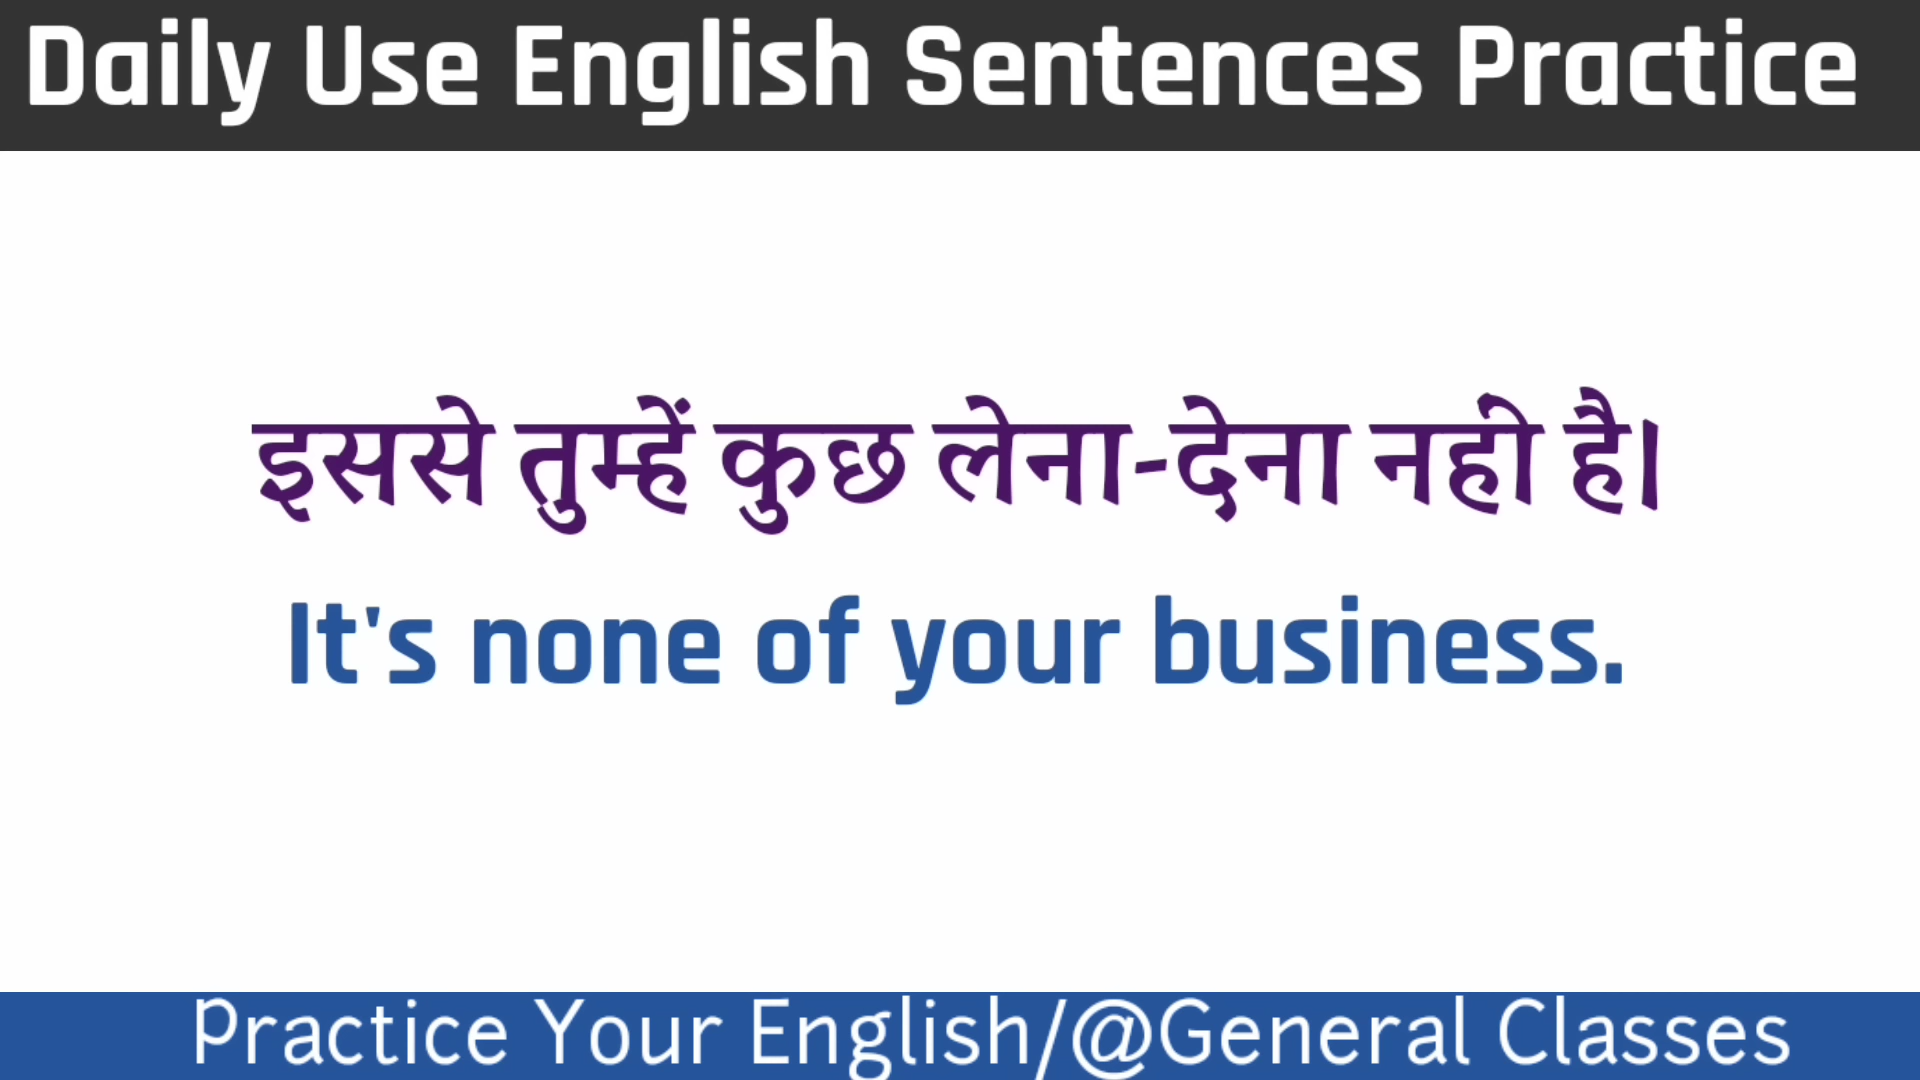 Daily Use English Sentences Practice
इससे तुम्हें कुछ लेना-देना नहीं है।
It's none of your business.
Practice Your English/@General Classes